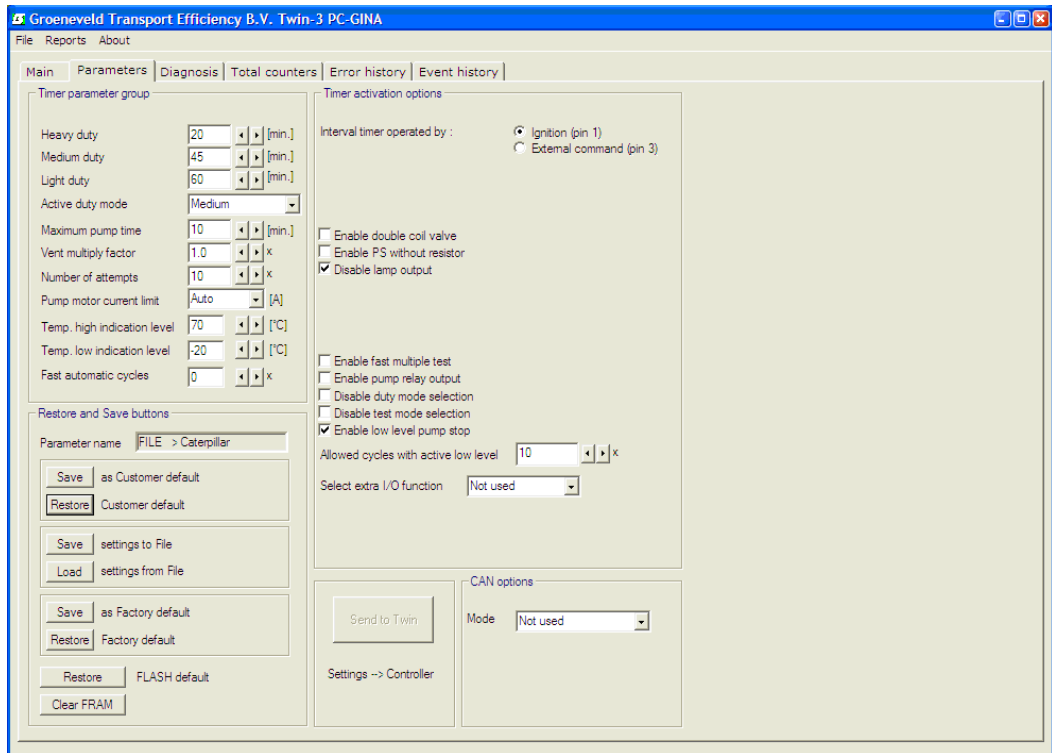 Groeneveld Transport Efficiency B.V. Twin-3 PC-GINA
File Reports About
Main Parameters Diagnosis Total counters Error history Event history
Timer parameter group
Heavy duty 20 [min.]
Medium duty 45 [min.]
Light duty 60 [min.]
Active duty mode Medium
Maximum pump time 10 [min.]
Vent multiply factor 1.0 x
Number of attempts 10 x
Pump motor current limit Auto [A]
Temp. high indication level 70 [°C]
Temp. low indication level -20 [°C]
Fast automatic cycles 0 x
Restore and Save buttons
Parameter name FILE > Caterpillar
Save as Customer default
Restore Customer default
Save settings to File
Load settings from File
Save as Factory default
Restore Factory default
Restore FLASH default
Clear FRAM
Timer activation options
Interval timer operated by : Ignition (pin 1)
External command (pin 3)
Enable double coil valve
Enable PS without resistor
Disable lamp output
Enable fast multiple test
Enable pump relay output
Disable duty mode selection
Disable test mode selection
Enable low level pump stop
Allowed cycles with active low level 10 x
Select extra I/O function Not used
Send to Twin
Settings --> Controller
CAN options
Mode Not used